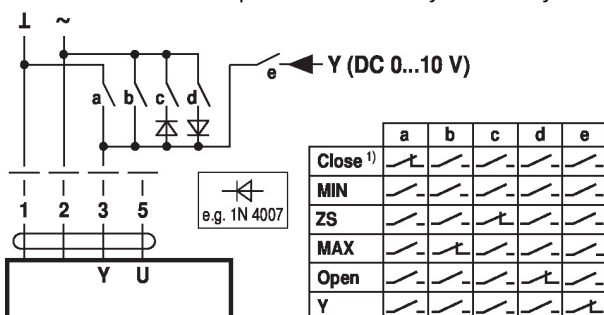 ⊥ ~
a b c d
e
Y (DC 0...10 V)
1 2 3 5
Y U
e.g. 1N 4007
a b c d e
Close 1)
MIN
ZS
MAX
Open
Y